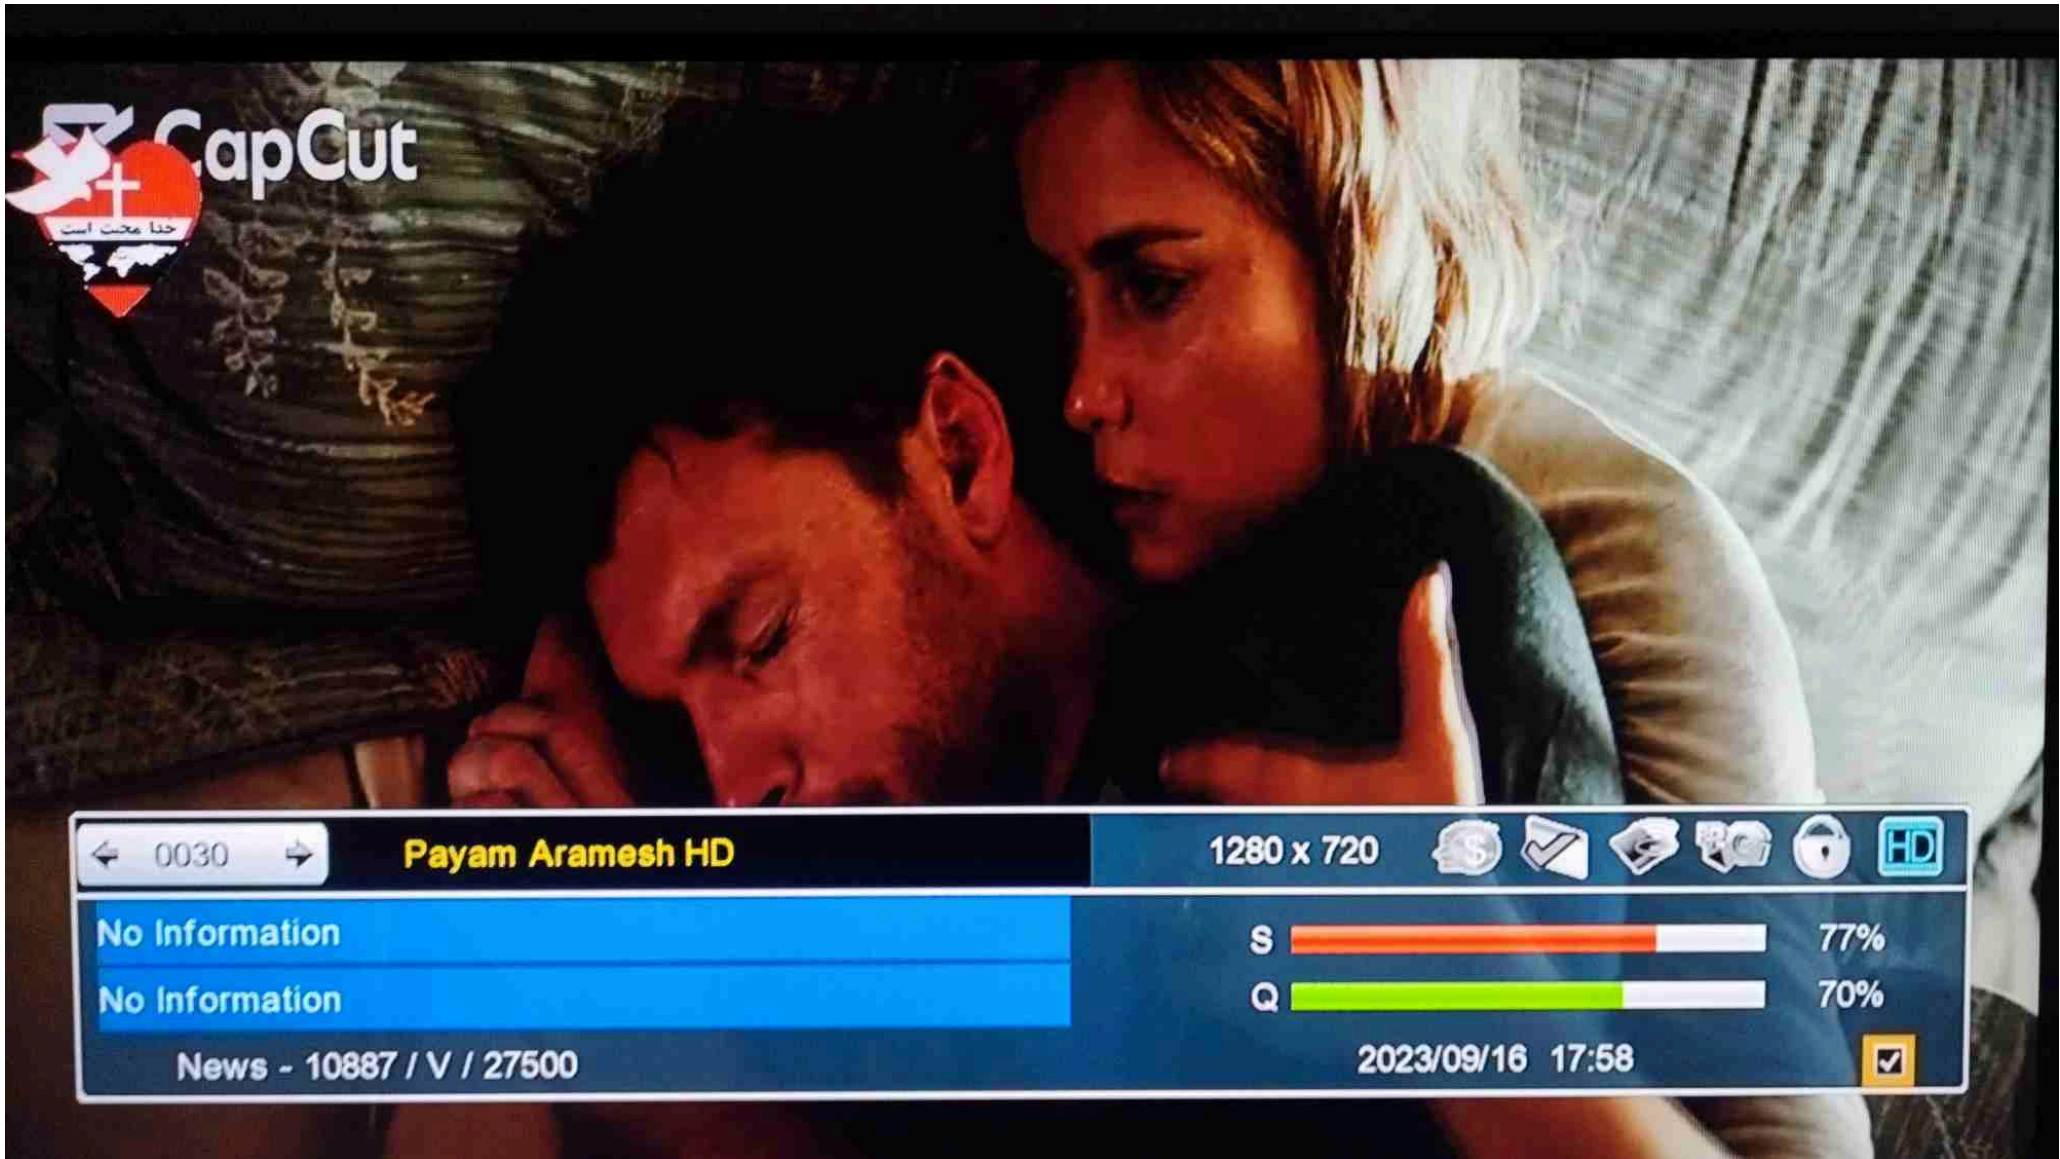 CapCut
خدا محبت است
0030
Payam Aramesh HD
1280 x 720
HD
No Information
S
77%
No Information
Q
70%
News - 10887 / V / 27500
2023/09/16 17:58